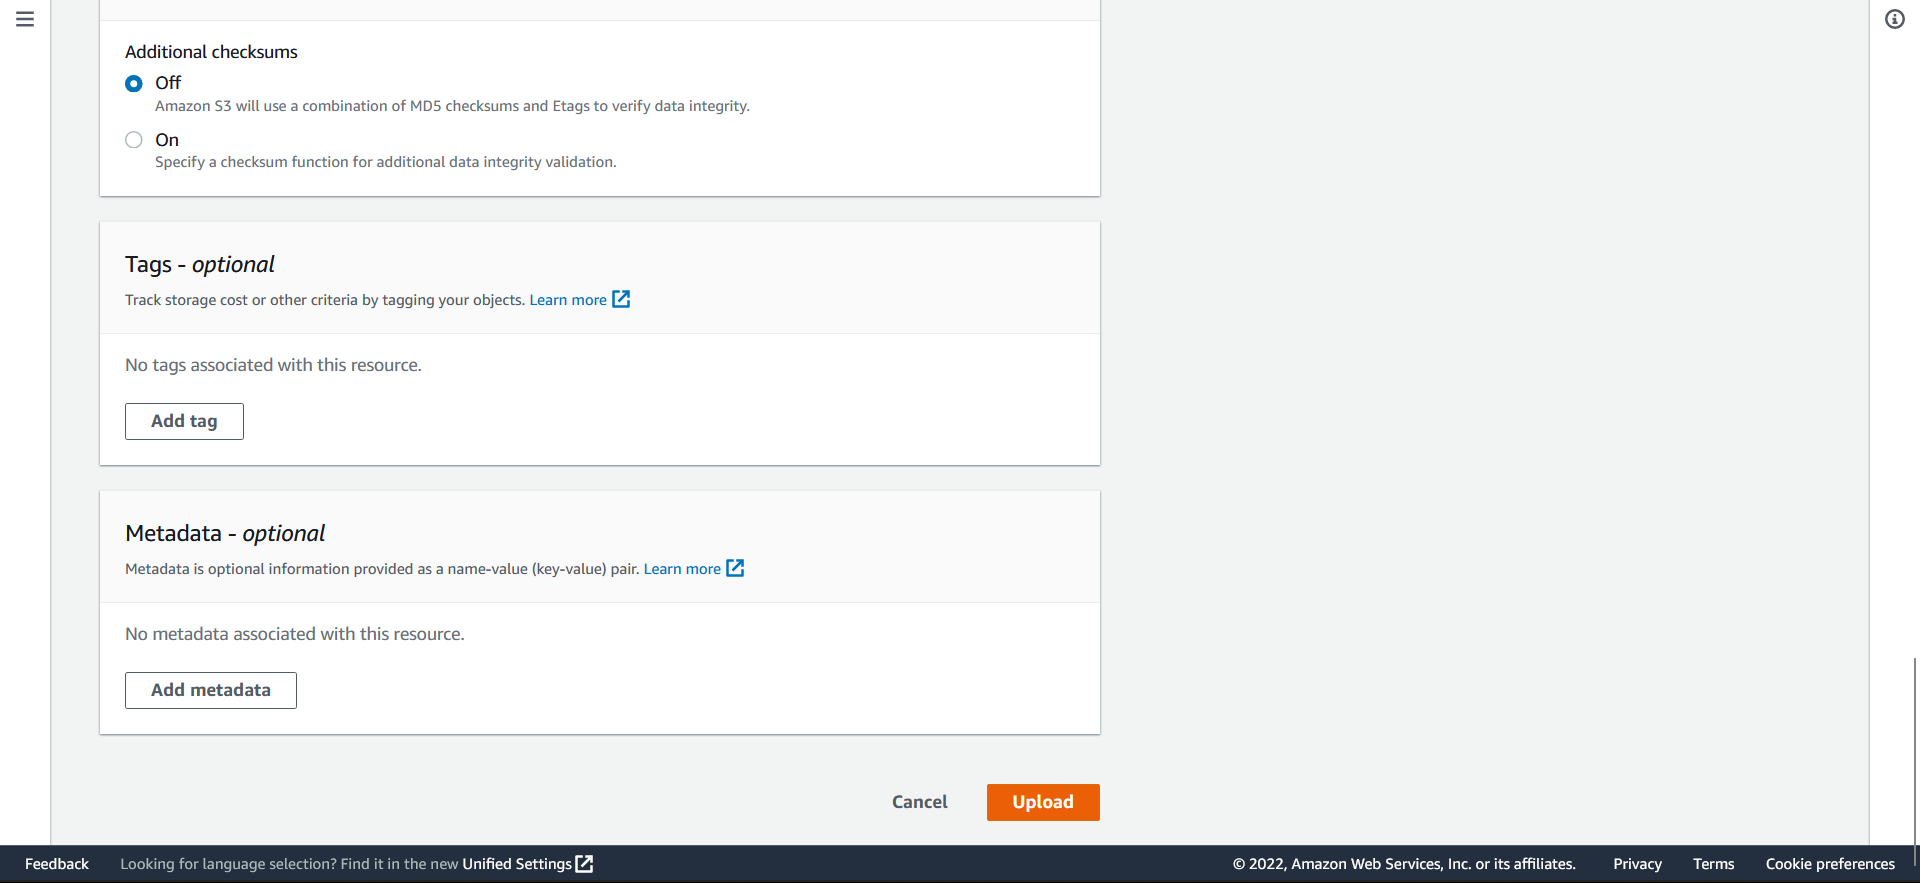 Additional checksums
Off
Amazon S3 will use a combination of MD5 checksums and Etags to verify data integrity.
On
Specify a checksum function for additional data integrity validation.
Tags - optional
Track storage cost or other criteria by tagging your objects. Learn more
No tags associated with this resource.
Add tag
Metadata - optional
Metadata is optional information provided as a name-value (key-value) pair. Learn more
No metadata associated with this resource.
Add metadata
Cancel Upload
Feedback Looking for language selection? Find it in the new Unified Settings © 2022, Amazon Web Services, Inc. or its affiliates. Privacy Terms Cookie preferences